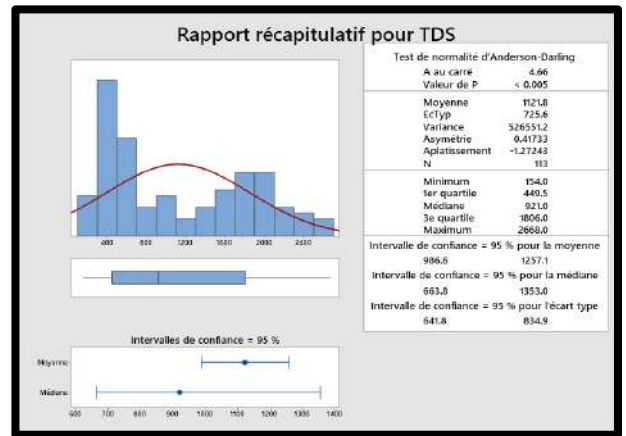 Rapport récapitulatif pour TDS
Test de normalité d'Anderson-Darling
A au carré 4.66
Valeur de P < 0.005
Moyenne 1121.8
EcTyp 725.6
Variance 526551.2
Asymétrie 0.41733
Aplatissement -1.27243
N 113
Minimum 154.0
1er quartile 449.5
Médiane 921.0
3e quartile 1806.0
Maximum 2668.0
Intervalle de confiance = 95 % pour la moyenne
986.6 1257.1
Intervalle de confiance = 95 % pour la médiane
663.8 1353.0
Intervalle de confiance = 95 % pour l'écart type
641.8 834.9
400 800 1200 1600 2000 2400
Intervalles de confiance = 95 %
Moyenne
Médiane
600 700 800 900 1000 1100 1200 1300 1400